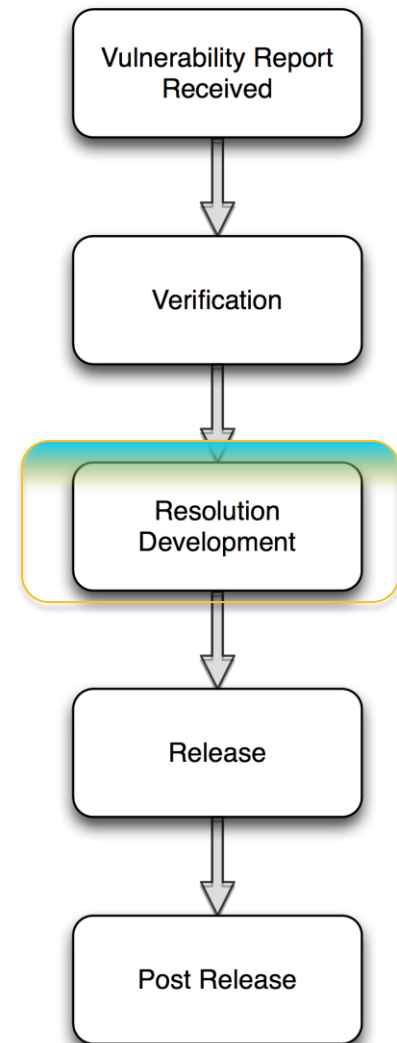 Vulnerability Report
Received
Verification
Resolution
Development
Release
Post Release